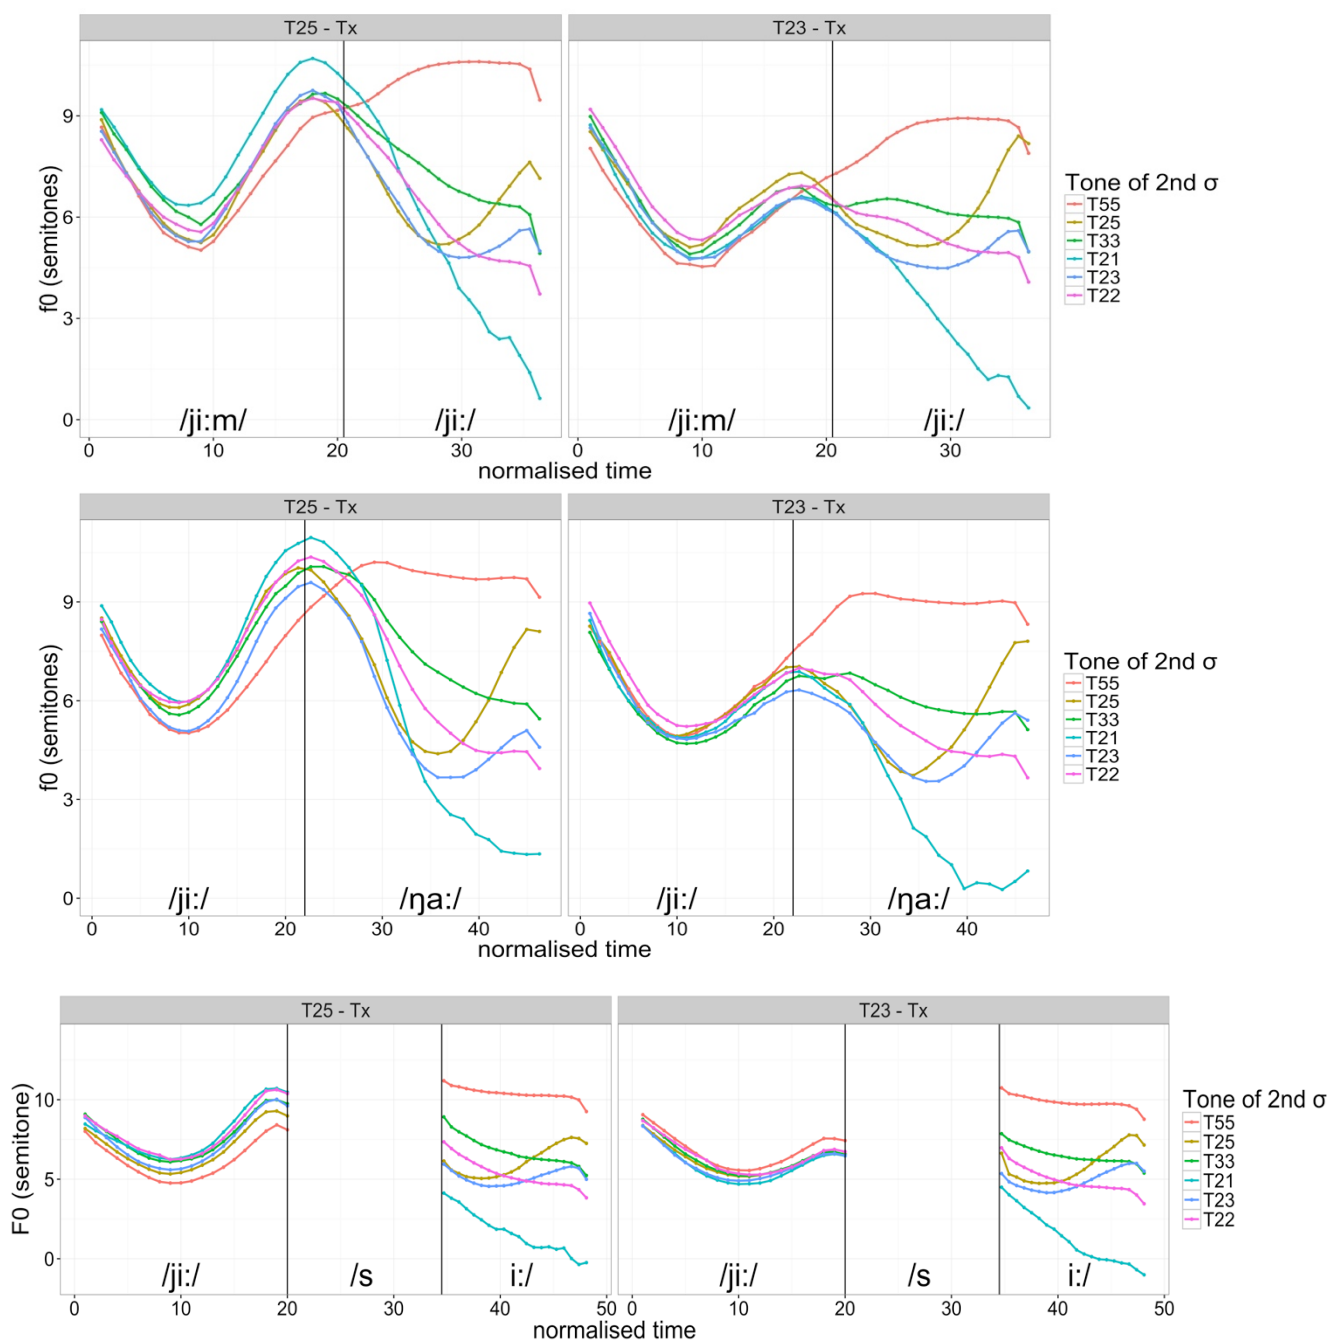 T25 - Tx
T23 - Tx
f0 (semitones)
9
6
3
0
/ji:m/
/ji:/
/ji:m/
/ji:/
0
10
20
30
0
10
20
30
normalised time
Tone of 2nd σ
T55
T25
T33
T21
T23
T22
T25 - Tx
T23 - Tx
f0 (semitones)
9
6
3
0
/ji:/
/ŋa:/
/ji:/
/ŋa:/
0
10
20
30
40
0
10
20
30
40
normalised time
Tone of 2nd σ
T55
T25
T33
T21
T23
T22
T25 - Tx
T23 - Tx
F0 (semitone)
10
5
0
/ji:/
/s
i:/
/ji:/
/s
i:/
0
10
20
30
40
50
0
10
20
30
40
50
normalised time
Tone of 2nd σ
T55
T25
T33
T21
T23
T22